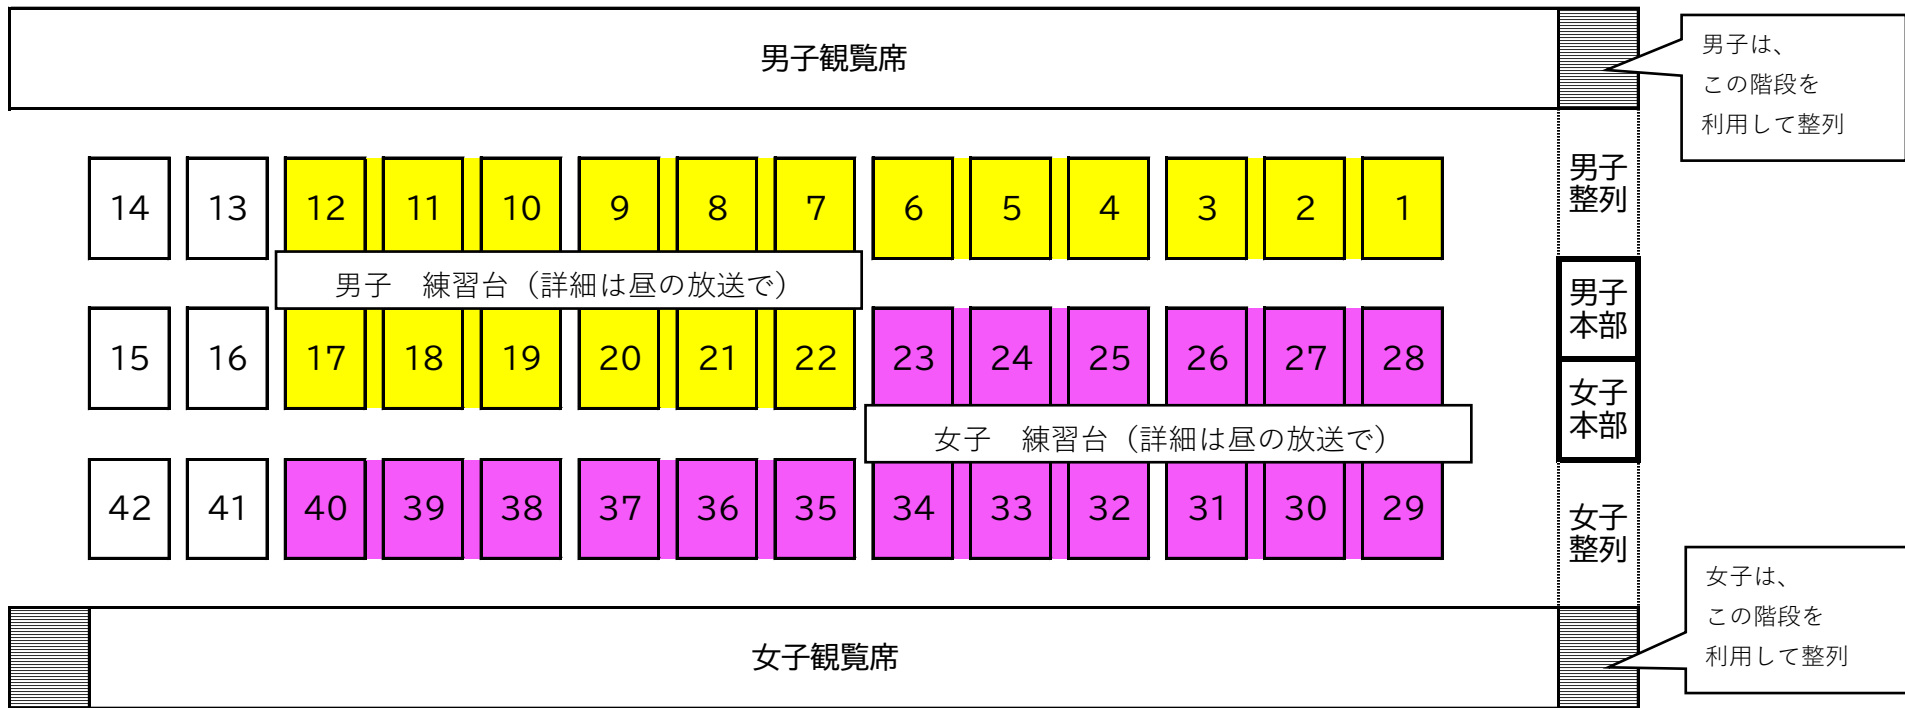 男子観覧席
男子は、
この階段を
利用して整列
14 13 12 11 10 9 8 7 6 5 4 3 2 1
男子
整列
男子　練習台（詳細は昼の放送で）
男子
本部
15 16 17 18 19 20 21 22 23 24 25 26 27 28
女子
本部
女子　練習台（詳細は昼の放送で）
42 41 40 39 38 37 36 35 34 33 32 31 30 29
女子
整列
女子は、
この階段を
利用して整列
女子観覧席